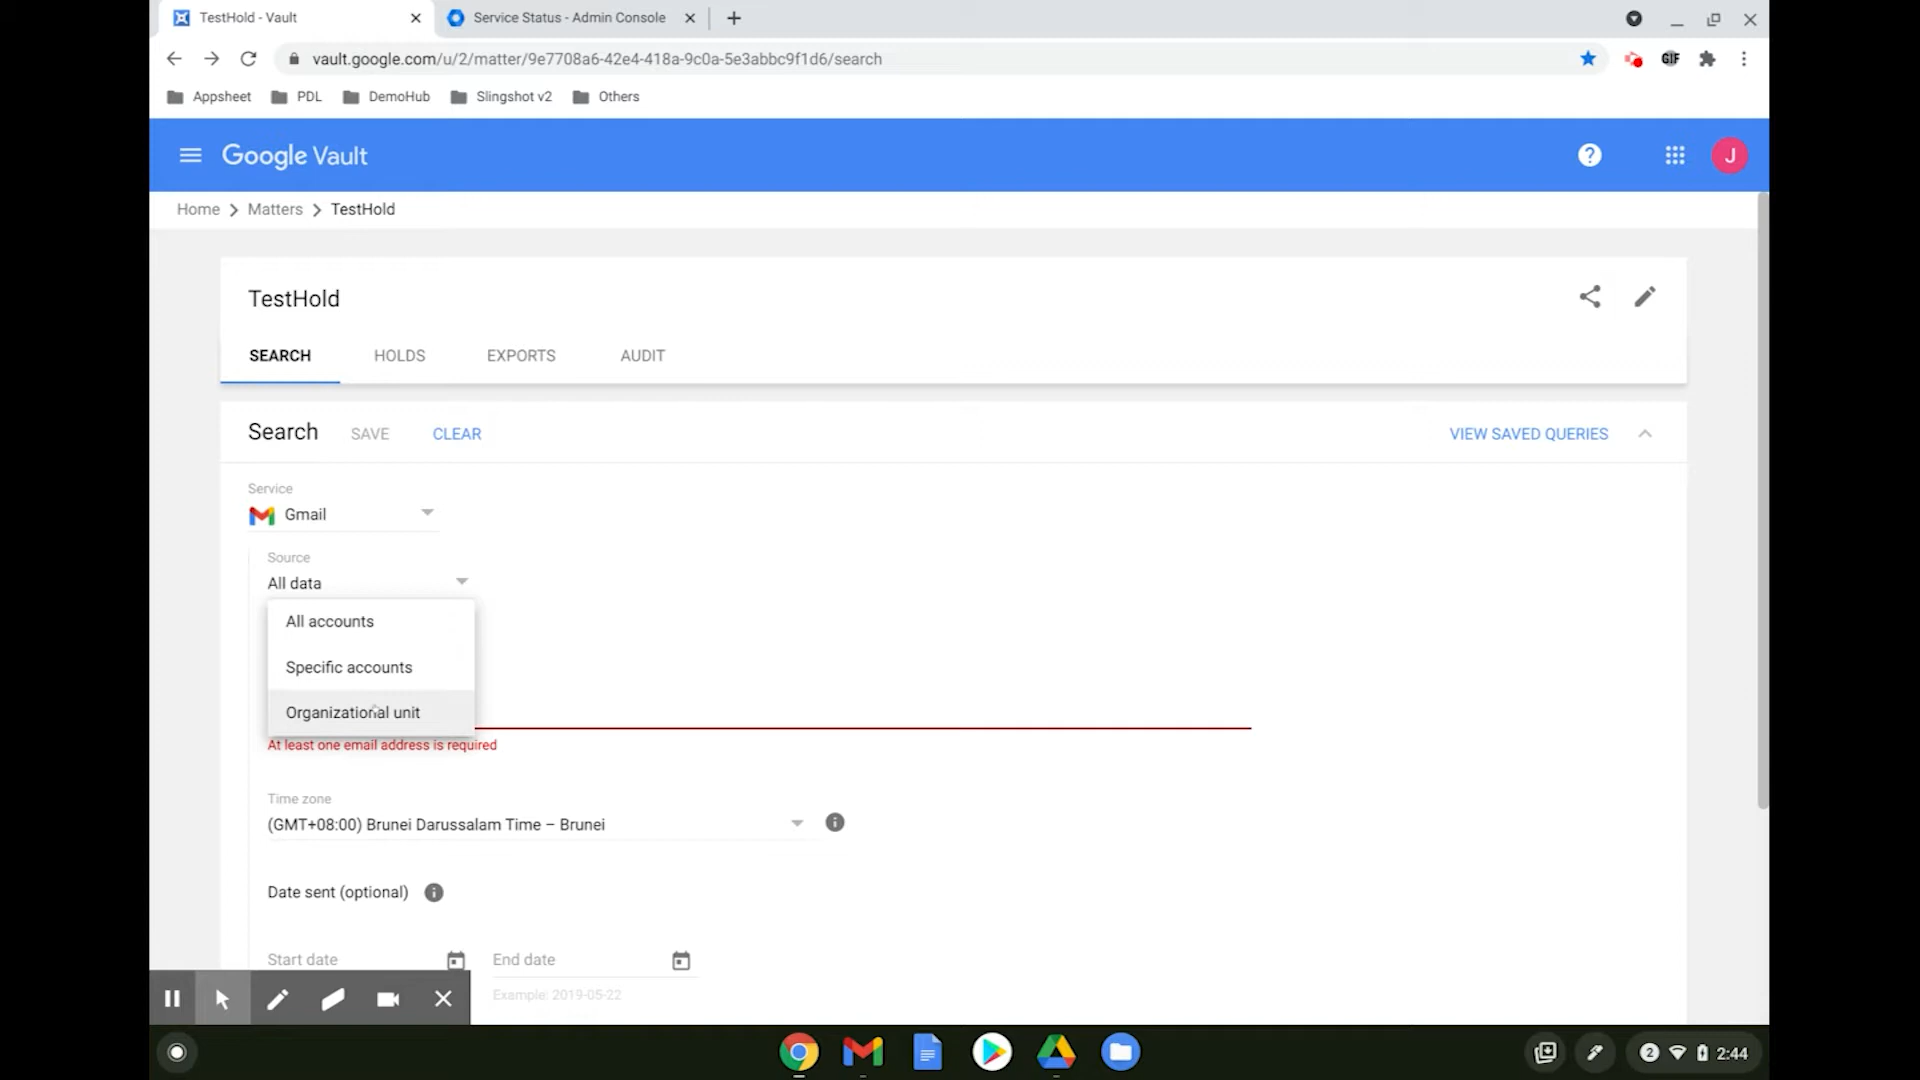 TestHold - Vault
Service Status - Admin Console
vault.google.com/u/2/matter/9e7708a6-42e4-418a-9c0a-5e3abbc9f1d6/search
GIF
Appsheet PDL DemoHub Slingshot v2 Others
Google Vault
J
Home > Matters > TestHold
TestHold
SEARCH HOLDS EXPORTS AUDIT
Search SAVE CLEAR VIEW SAVED QUERIES
Service
Gmail
Source
All data
All accounts
Specific accounts
Organizational unit
At least one email address is required
Time zone
(GMT+08:00) Brunei Darussalam Time – Brunei
Date sent (optional)
Start date End date
Example: 2019-05-22
2 2:44